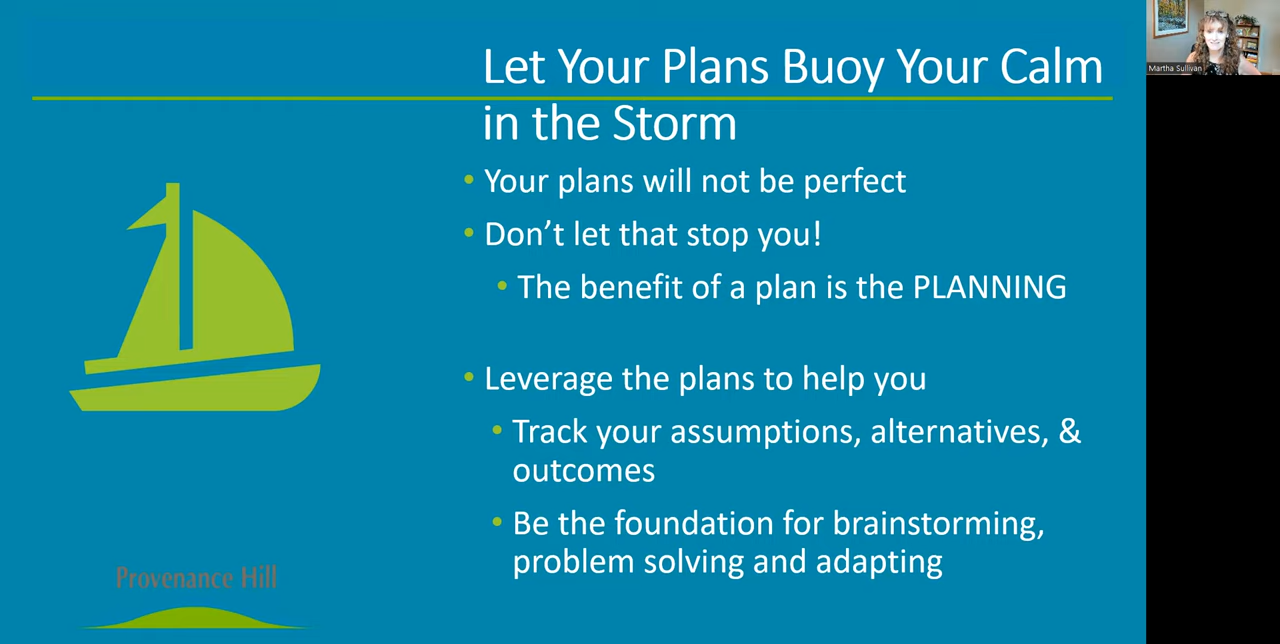 Let Your Plans Buoy Your Calm
in the Storm
• Your plans will not be perfect
• Don’t let that stop you!
• The benefit of a plan is the PLANNING
• Leverage the plans to help you
• Track your assumptions, alternatives, &
outcomes
• Be the foundation for brainstorming,
problem solving and adapting
Provenance Hill
Martha Sullivan